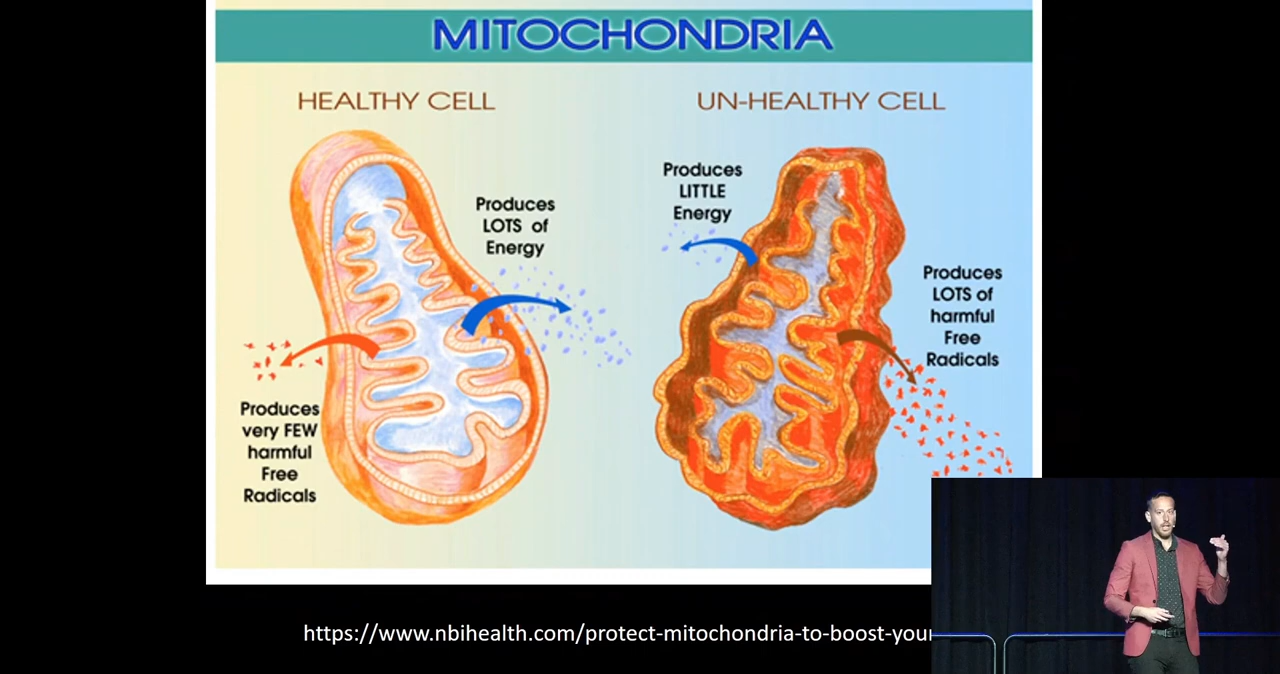 MITOCHONDRIA
HEALTHY CELL
UN-HEALTHY CELL
Produces
LOTS of
Energy
Produces
very FEW
harmful
Free
Radicals
Produces
LITTLE
Energy
Produces
LOTS of
harmful
Free
Radicals
https://www.nbihealth.com/protect-mitochondria-to-boost-your